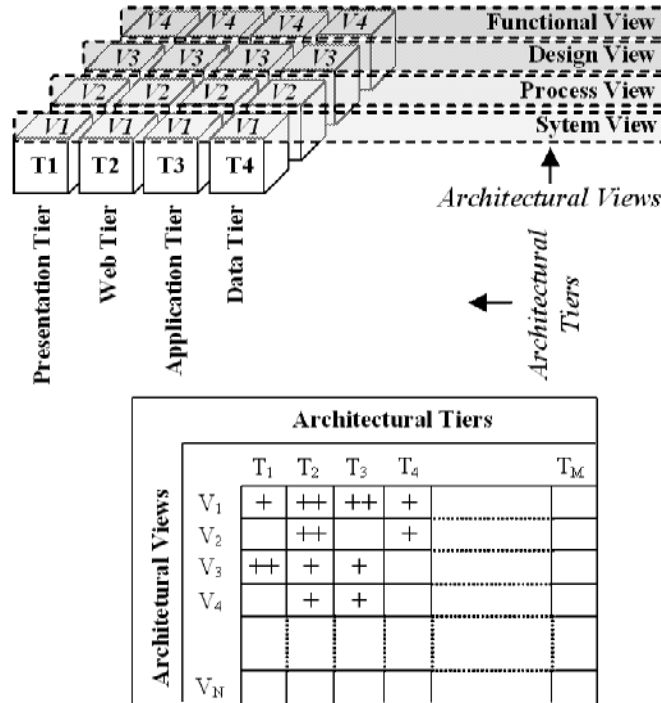 V4 V4 V4 V4 Functional View
V3 V3 V3 V3 Design View
V2 V2 V2 V2 Process View
V1 V1 V1 V1 Sytem View
T1 T2 T3 T4
Architectural Views
Presentation Tier
Web Tier
Application Tier
Data Tier
Architectural
Tiers
Architectural Tiers
Architetural Views
T1 T2 T3 T4 TM
V1 + ++ ++ +
V2 ++ +
V3 ++ + +
V4 + +
VN